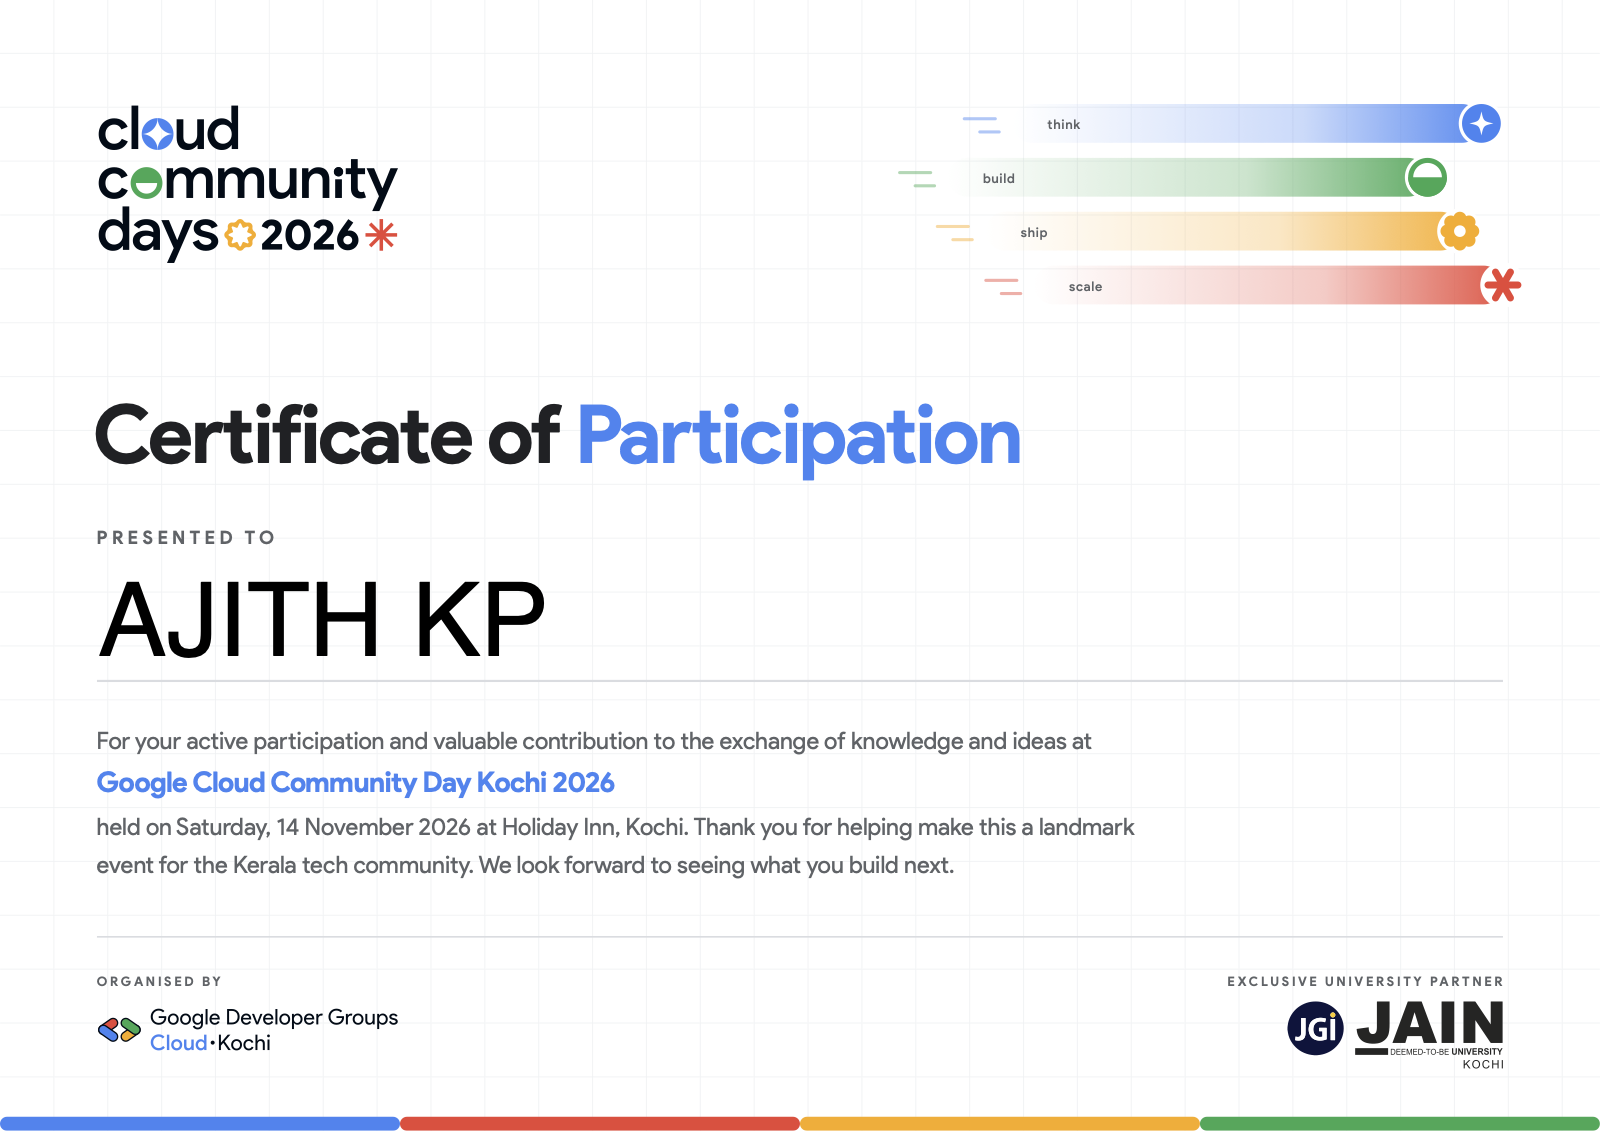 cloud
community
days 2026
think
build
ship
scale
Certificate of Participation
PRESENTED TO
AJITH KP
For your active participation and valuable contribution to the exchange of knowledge and ideas at
Google Cloud Community Day Kochi 2026
held on Saturday, 14 November 2026 at Holiday Inn, Kochi. Thank you for helping make this a landmark
event for the Kerala tech community. We look forward to seeing what you build next.
ORGANISED BY
Google Developer Groups
Cloud • Kochi
EXCLUSIVE UNIVERSITY PARTNER
JGi JAIN
DEEMED-TO-BE UNIVERSITY
KOCHI